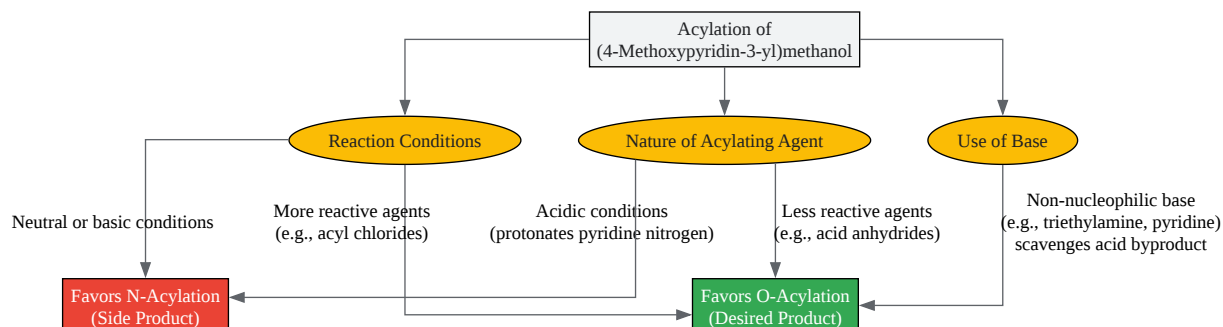 Acylation of
(4-Methoxypyridin-3-yl)methanol
Reaction Conditions
Nature of Acylating Agent
Use of Base
Neutral or basic conditions
More reactive agents
(e.g., acyl chlorides)
Acidic conditions
(protonates pyridine nitrogen)
Less reactive agents
(e.g., acid anhydrides)
Non-nucleophilic base
(e.g., triethylamine, pyridine)
scavenges acid byproduct
Favors N-Acylation
(Side Product)
Favors O-Acylation
(Desired Product)